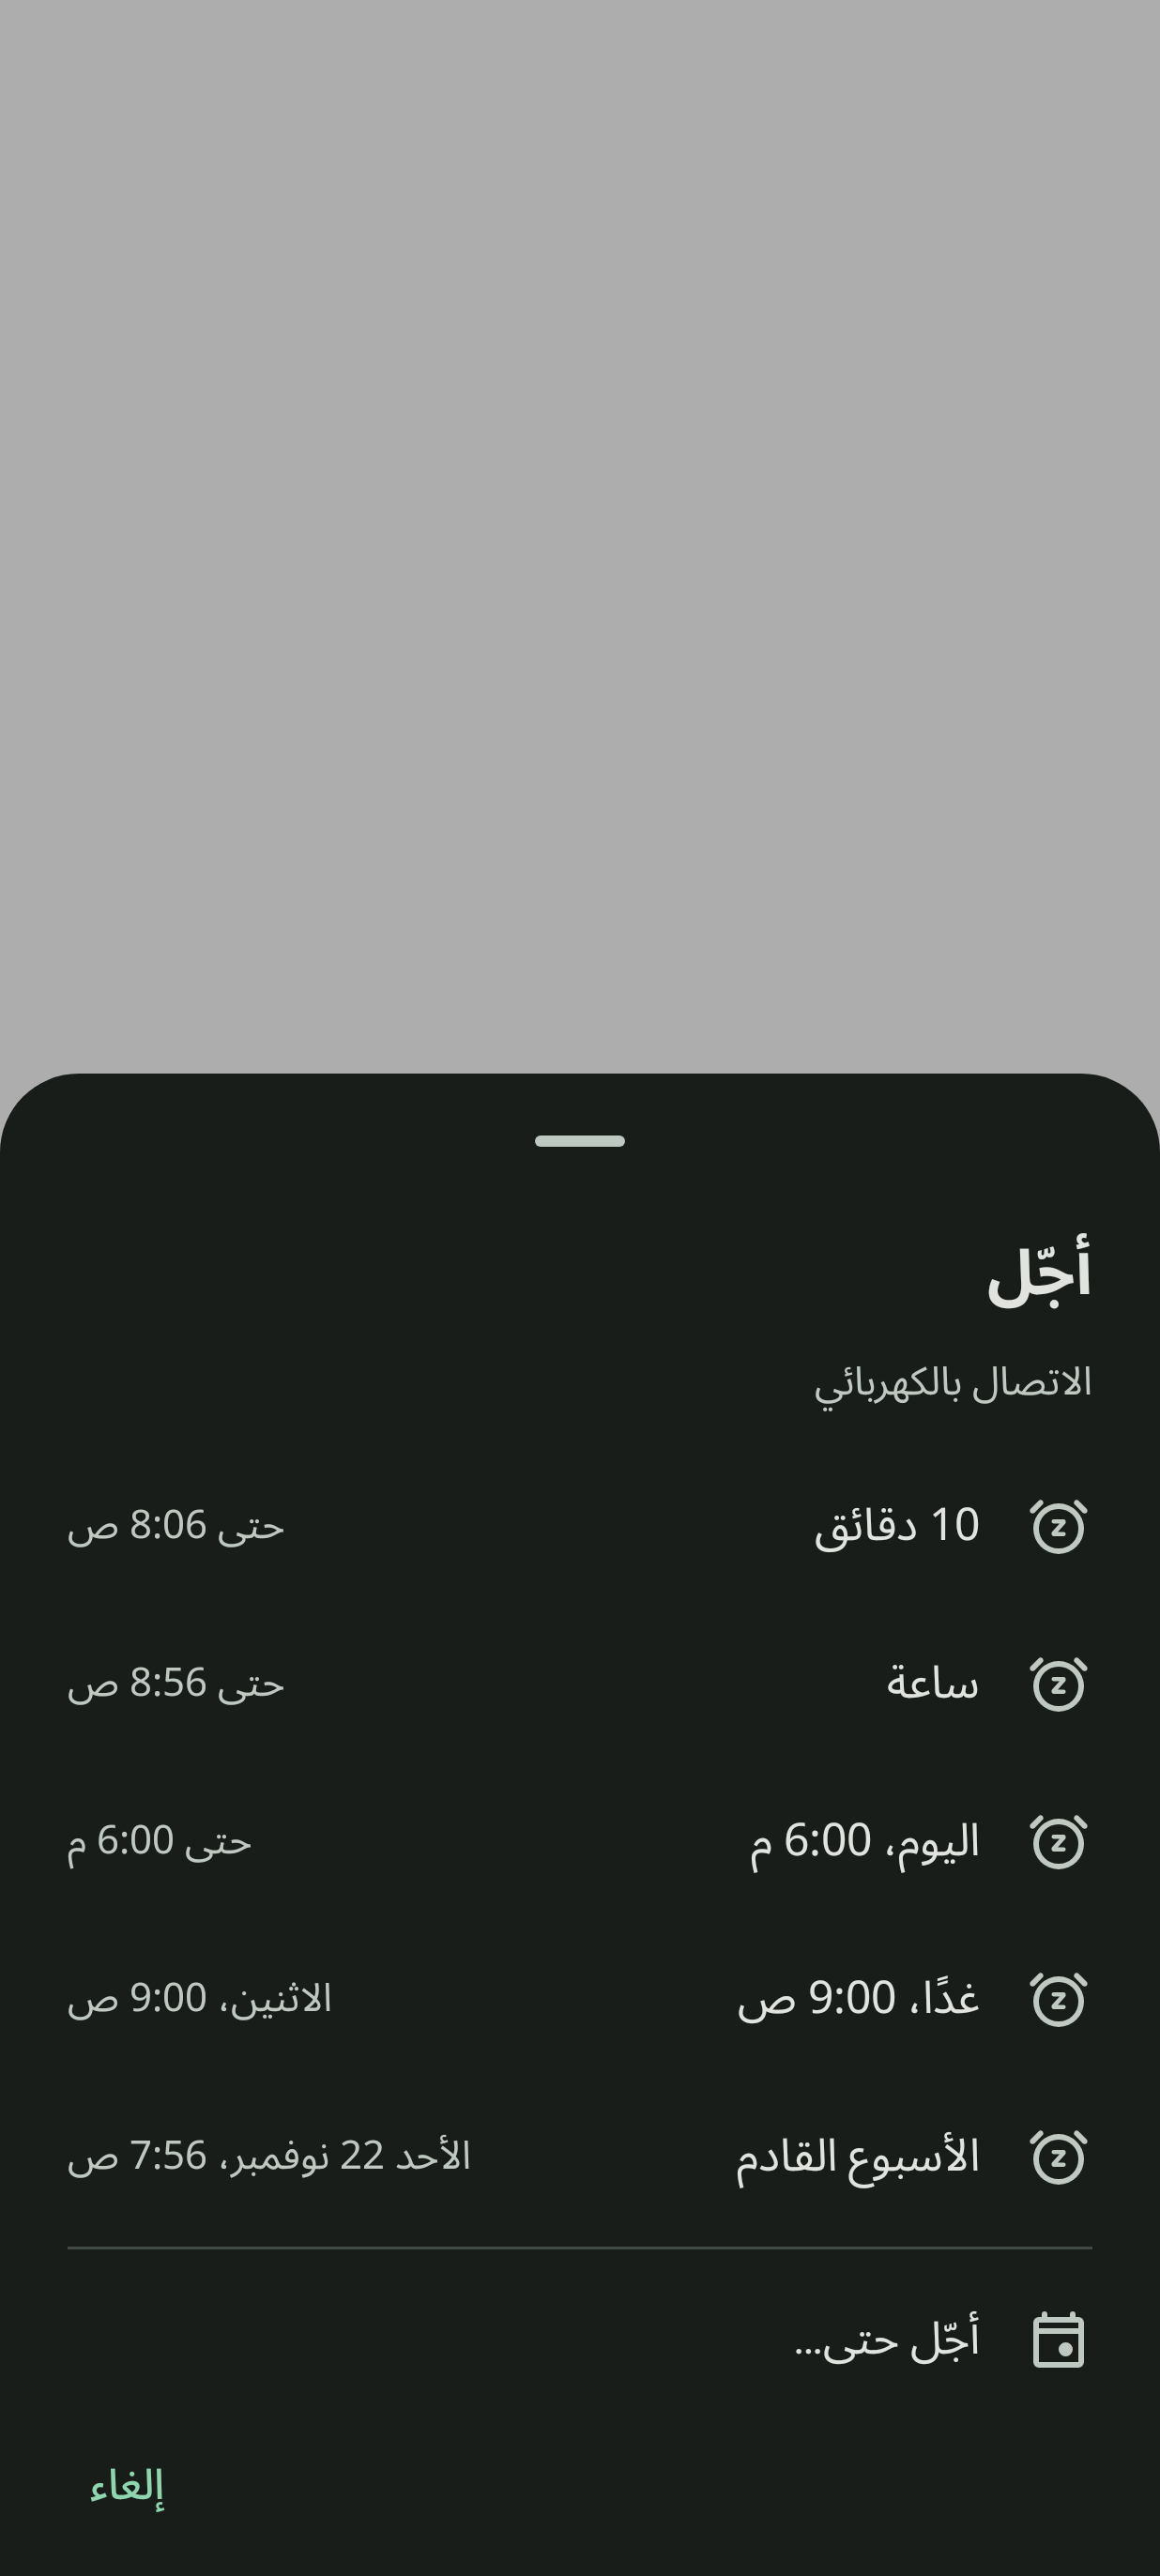 أجّل
الاتصال بالكهربائي
10 دقائق حتى 8:06 ص
ساعة حتى 8:56 ص
اليوم، 6:00 م حتى 6:00 م
غدًا، 9:00 ص الاثنين، 9:00 ص
الأسبوع القادم الأحد 22 نوفمبر، 7:56 ص
أجّل حتى...
إلغاء